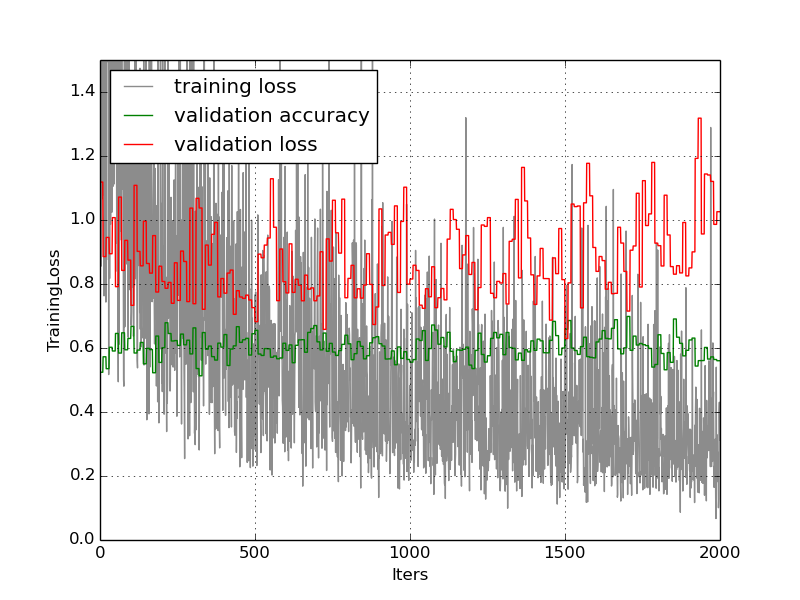 training loss
validation accuracy
validation loss
TrainingLoss
1.4
1.2
1.0
0.8
0.6
0.4
0.2
0.0
0 500 1000 1500 2000
Iters